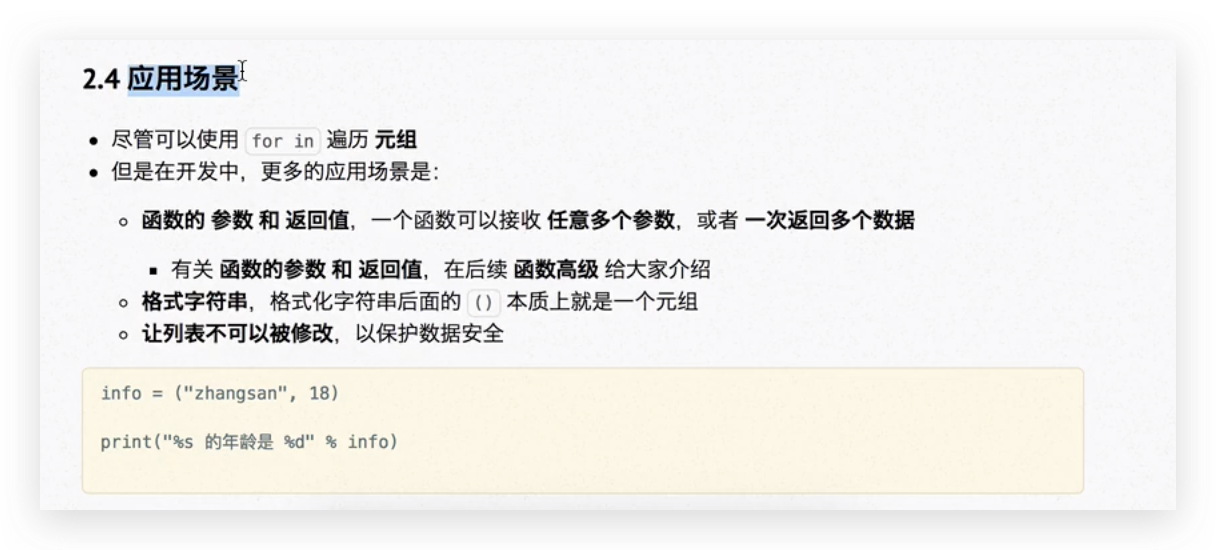 2.4 应用场景
尽管可以使用 for in 遍历 元组
但是在开发中，更多的应用场景是：
函数的 参数 和 返回值，一个函数可以接收 任意多个参数，或者 一次返回多个数据
有关 函数的参数 和 返回值，在后续 函数高级 给大家介绍
格式字符串，格式化字符串后面的 () 本质上就是一个元组
让列表不可以被修改，以保护数据安全
info = ("zhangsan", 18)
print("%s 的年龄是 %d" % info)